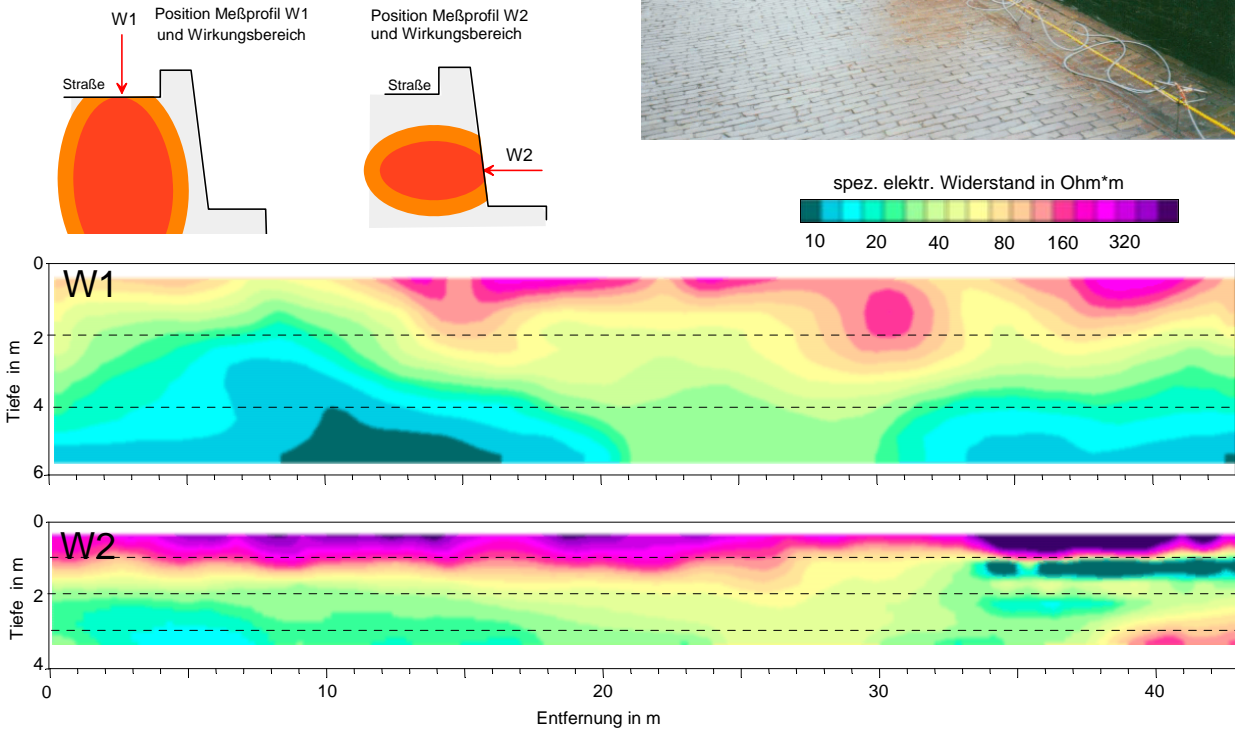 W1
Position Meßprofil W1
und Wirkungsbereich
Straße
Position Meßprofil W2
und Wirkungsbereich
Straße
W2
spez. elektr. Widerstand in Ohm*m
10 20 40 80 160 320
W1
Tiefe in m
0
2
4
6
W2
Tiefe in m
0
2
4
0 10 20 30 40
Entfernung in m